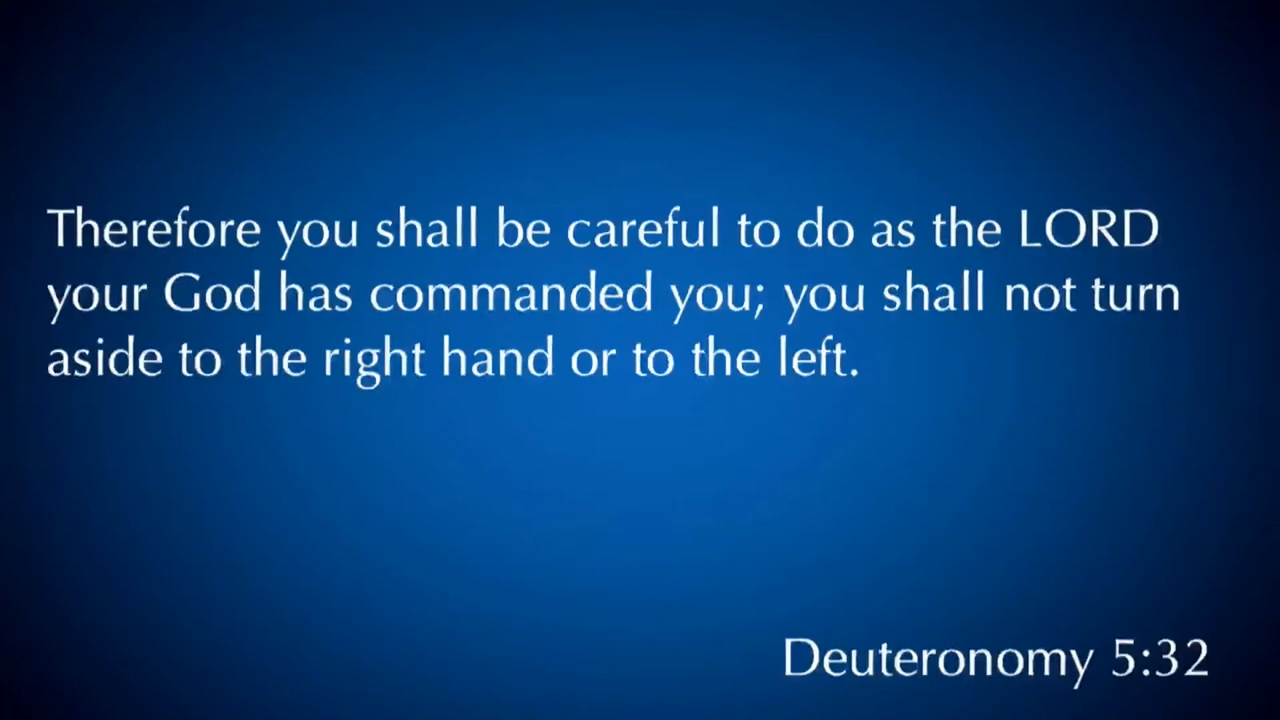 Therefore you shall be careful to do as the LORD
your God has commanded you; you shall not turn
aside to the right hand or to the left.
Deuteronomy 5:32